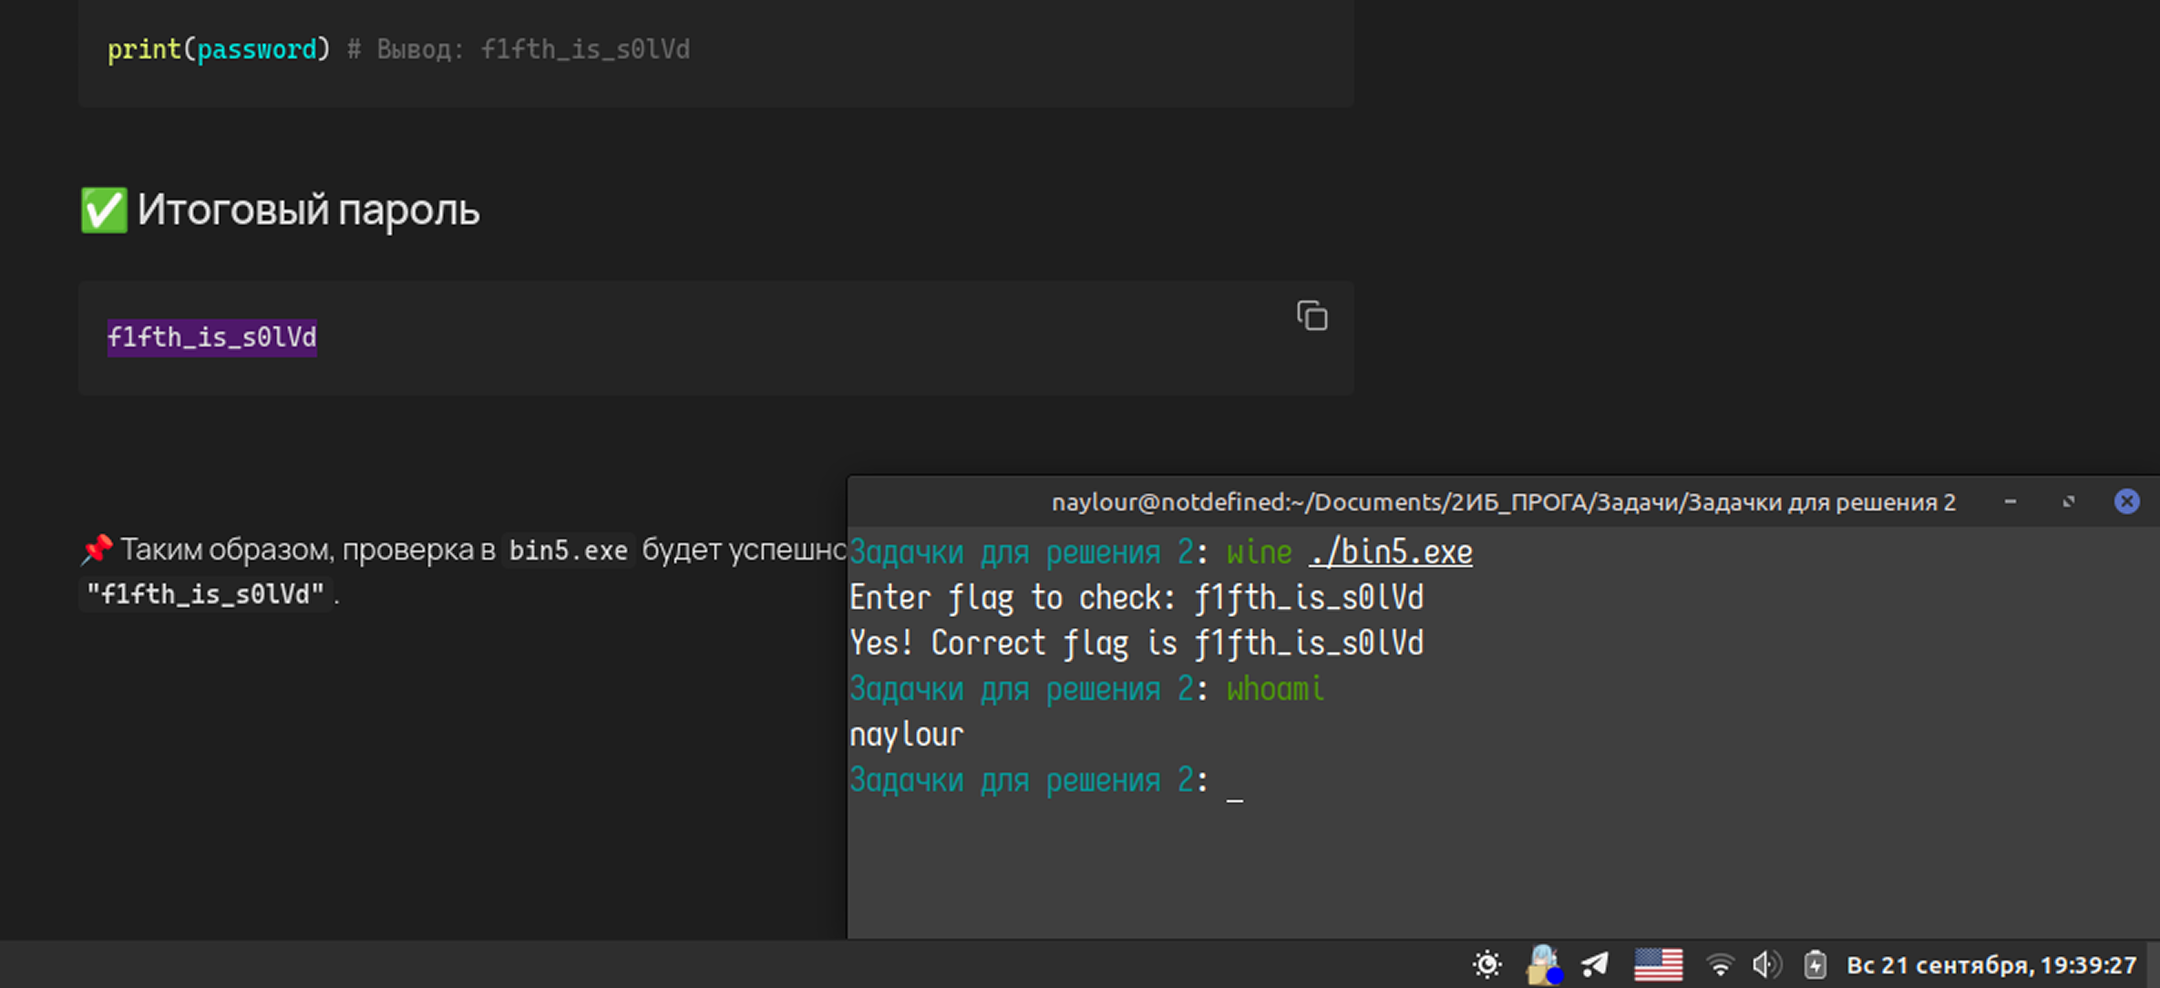 print(password) # Вывод: f1fth_is_s0lVd
✅ Итоговый пароль
f1fth_is_s0lVd
📌 Таким образом, проверка в bin5.exe будет успешно
"f1fth_is_s0lVd".
naylour@notdefined:~/Documents/2ИБ_ПРОГА/Задачи/Задачки для решения 2
Задачки для решения 2: wine ./bin5.exe
Enter flag to check: f1fth_is_s0lVd
Yes! Correct flag is f1fth_is_s0lVd
Задачки для решения 2: whoami
naylour
Задачки для решения 2: _
Вс 21 сентября, 19:39:27